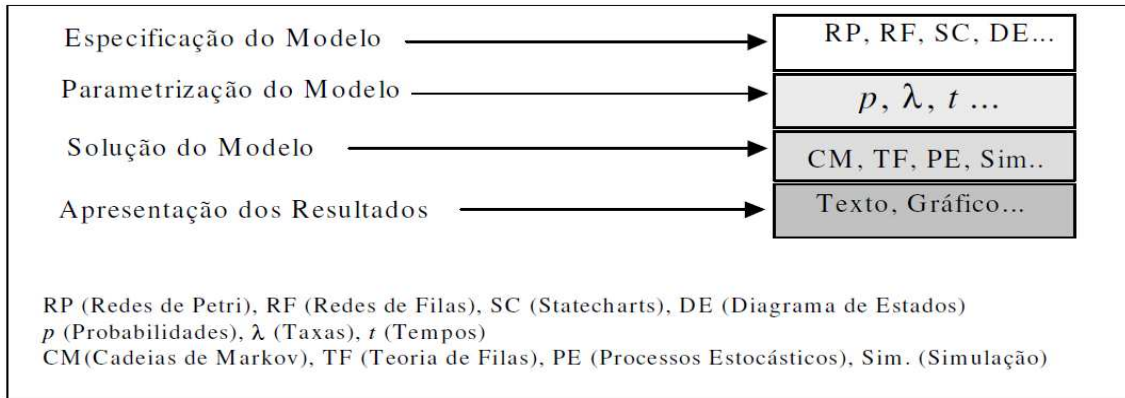 Especificação do Modelo RP, RF, SC, DE...
Parametrização do Modelo p, λ, t ...
Solução do Modelo CM, TF, PE, Sim..
Apresentação dos Resultados Texto, Gráfico...
RP (Redes de Petri), RF (Redes de Filas), SC (Statecharts), DE (Diagrama de Estados)
p (Probabilidades), λ (Taxas), t (Tempos)
CM(Cadeias de Markov), TF (Teoria de Filas), PE (Processos Estocásticos), Sim. (Simulação)